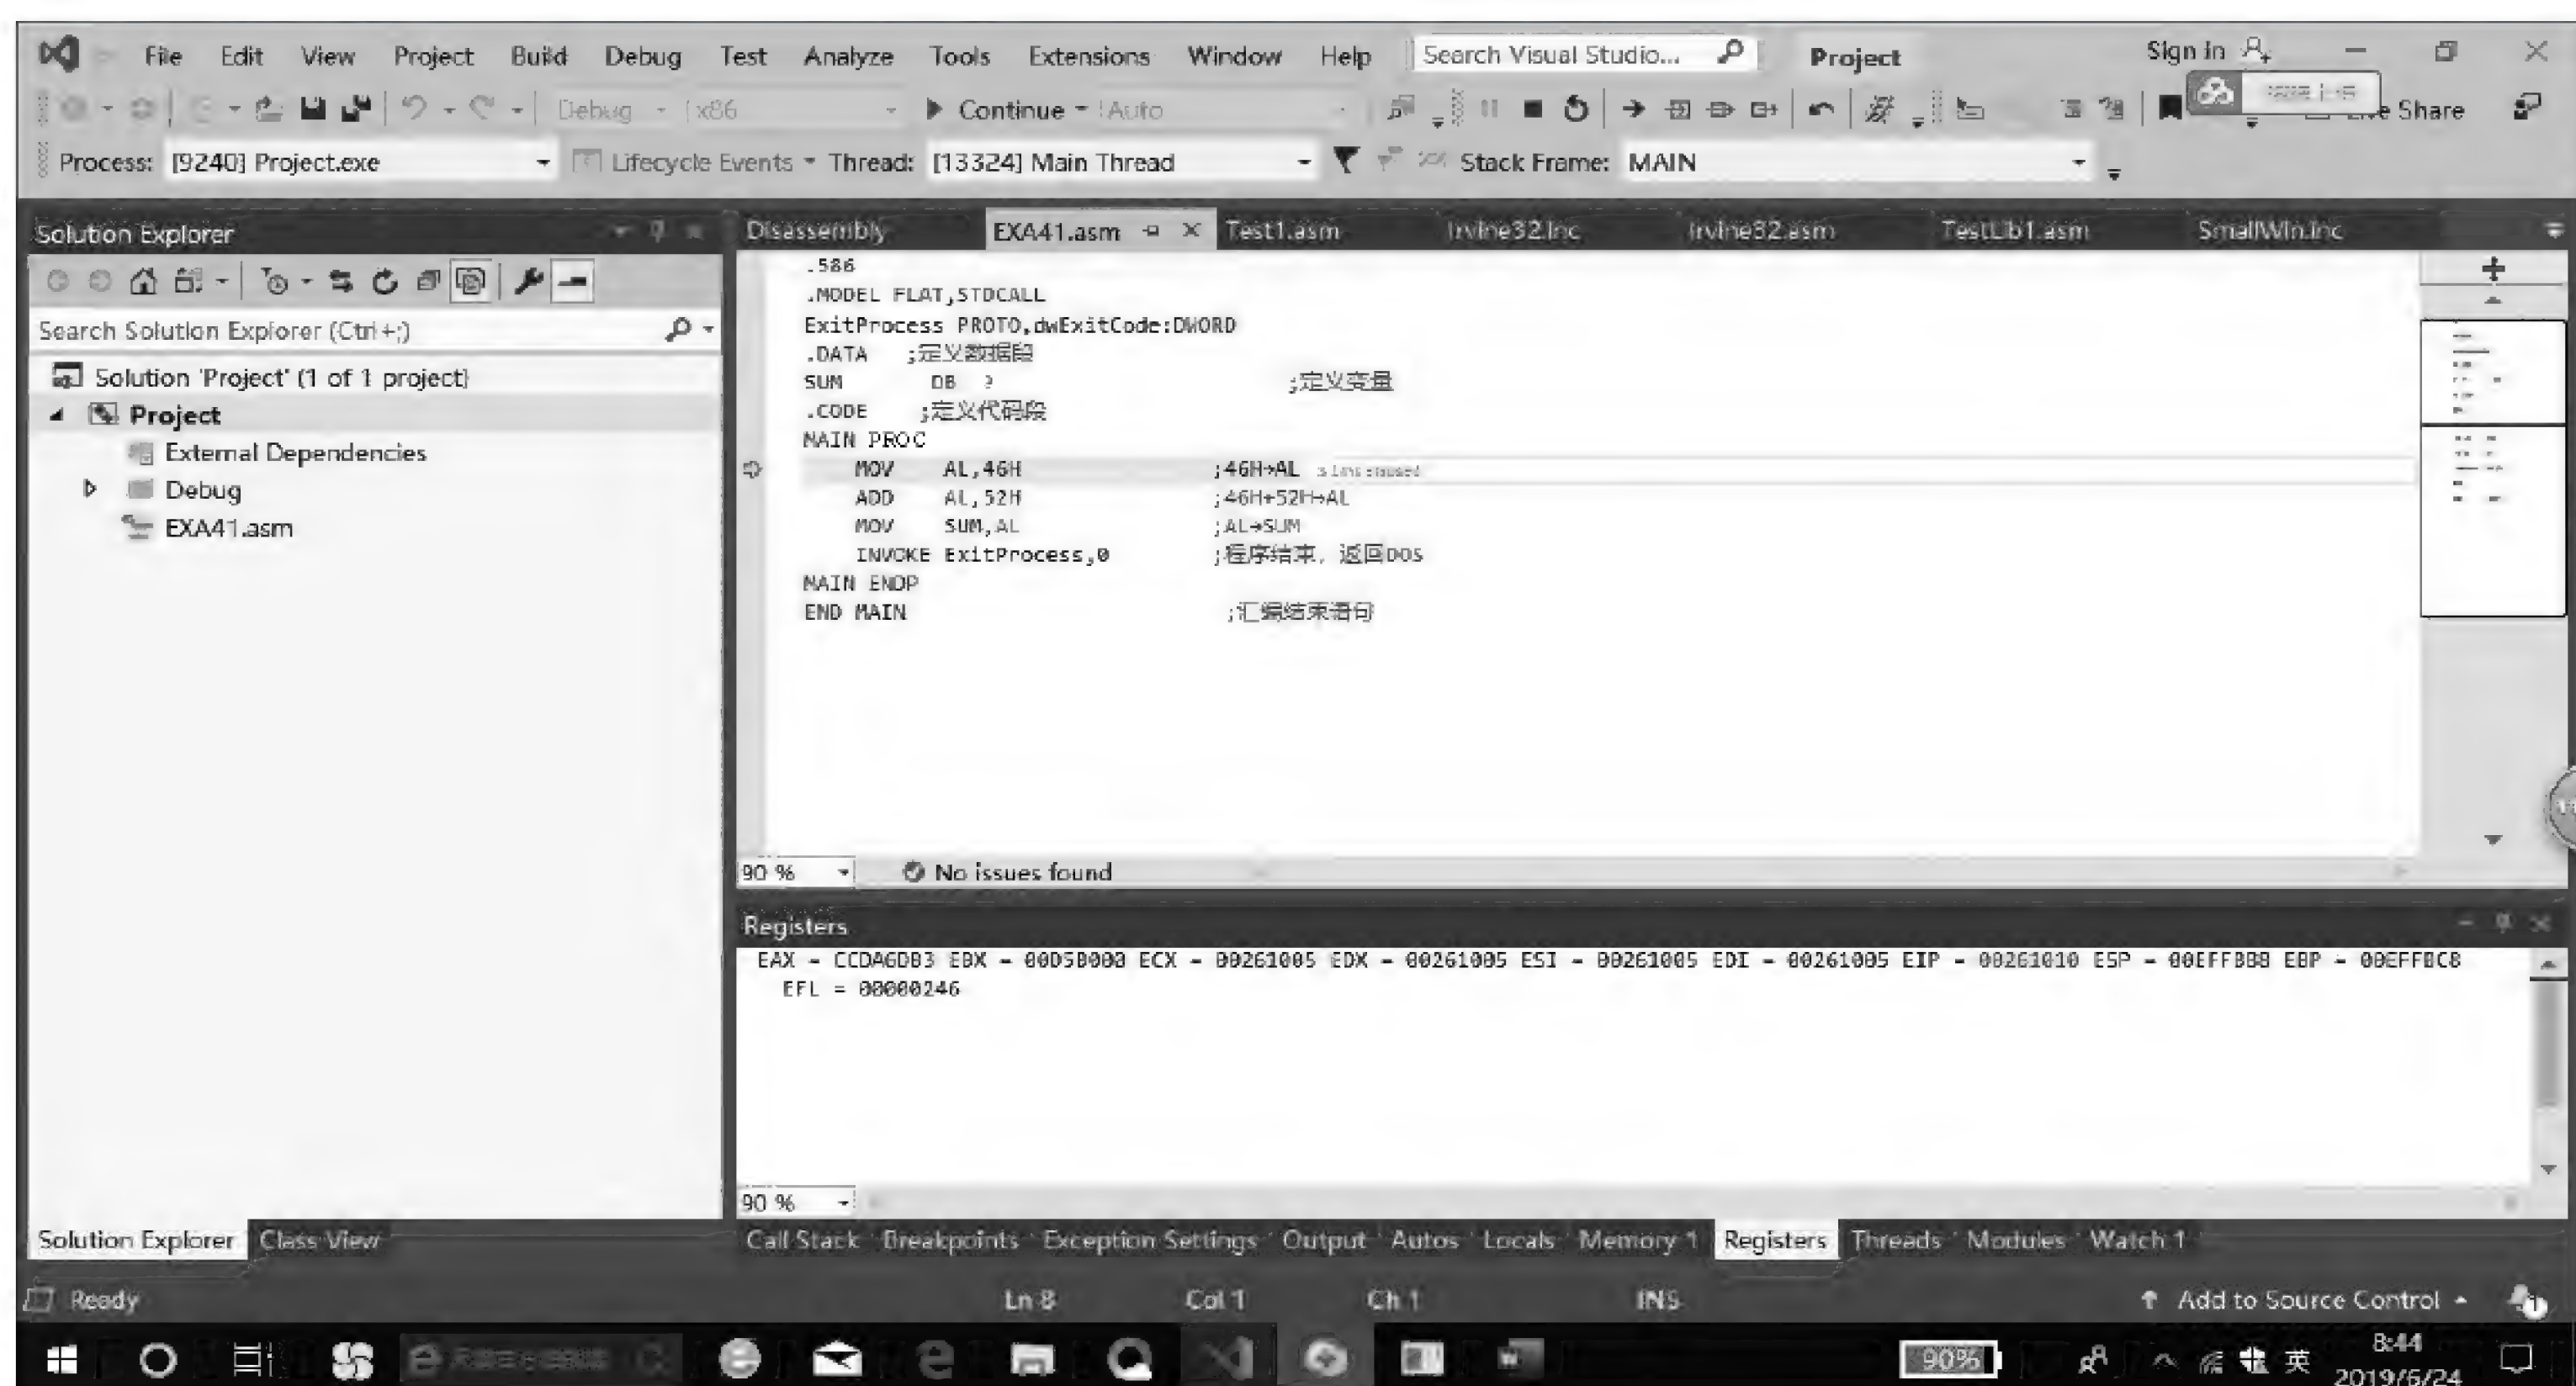 File Edit View Project Build Debug Test Analyze Tools Extensions Window Help Search Visual Studio... Project Sign in
Debug x86 Continue Auto Share
Process: [9240] Project.exe Lifecycle Events Thread: [13324] Main Thread Stack Frame: MAIN
Solution Explorer
Search Solution Explorer (Ctrl+;)
Solution 'Project' (1 of 1 project)
Project
External Dependencies
Debug
EXA41.asm
Disassembly EXA41.asm Test1.asm Irvine32.inc Irvine32.asm TestLib1.asm SmallWin.inc
.586
.MODEL FLAT,STDCALL
ExitProcess PROTO,dwExitCode:DWORD
.DATA ;定义数据段
SUM DB ? ;定义变量
.CODE ;定义代码段
MAIN PROC
MOV AL,46H ;46H→AL
ADD AL,52H ;46H+52H→AL
MOV SUM,AL ;AL→SUM
INVOKE ExitProcess,0 ;程序结束，返回DOS
MAIN ENDP
END MAIN ;汇编结束语句
90 % No issues found
Registers
EAX = CCDA6DB3 EBX = 00D5B000 ECX = 00261005 EDX = 00261005 ESI = 00261005 EDI = 00261005 EIP = 00261010 ESP = 00EFFBB8 EBP = 00EFFBC8
EFL = 00000246
90 %
Solution Explorer Class View
Call Stack Breakpoints Exception Settings Output Autos Locals Memory 1 Registers Threads Modules Watch 1
Ready Ln 8 Col 1 Ch 1 INS Add to Source Control
90% 英 8:44
2019/6/24